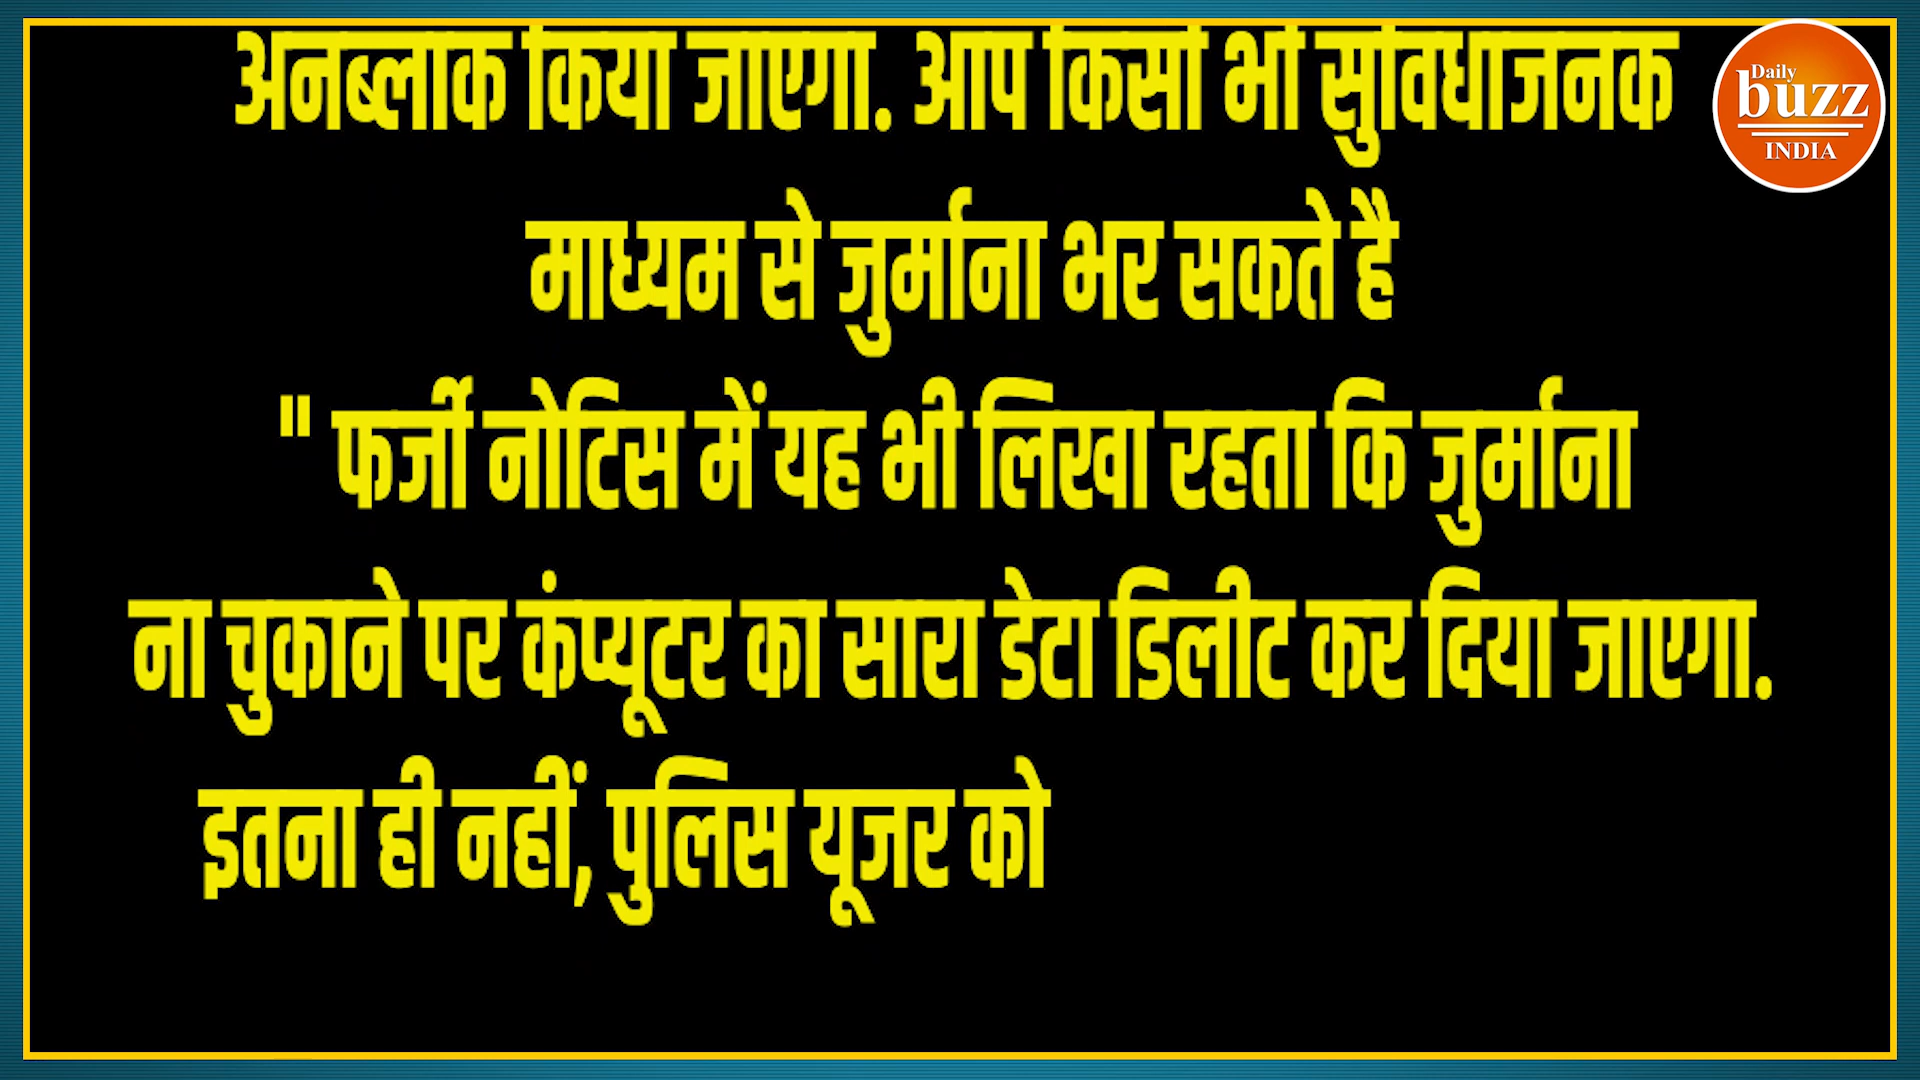 अनब्लॉक किया जाएगा. आप किसी भी सुविधाजनक
माध्यम से जुर्माना भर सकते हैं
" फर्जी नोटिस में यह भी लिखा रहता कि जुर्माना
ना चुकाने पर कंप्यूटर का सारा डेटा डिलीट कर दिया जाएगा.
इतना ही नहीं, पुलिस यूजर को
Daily
buzz
INDIA